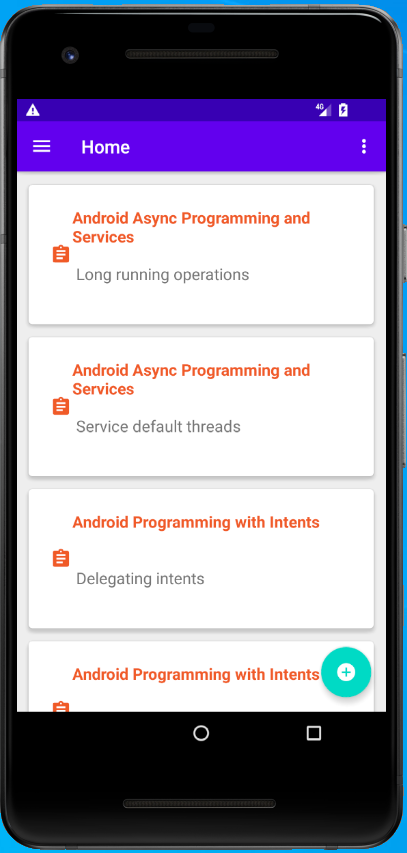 4G
Home
Android Async Programming and
Services
Long running operations
Android Async Programming and
Services
Service default threads
Android Programming with Intents
Delegating intents
Android Programming with Intents